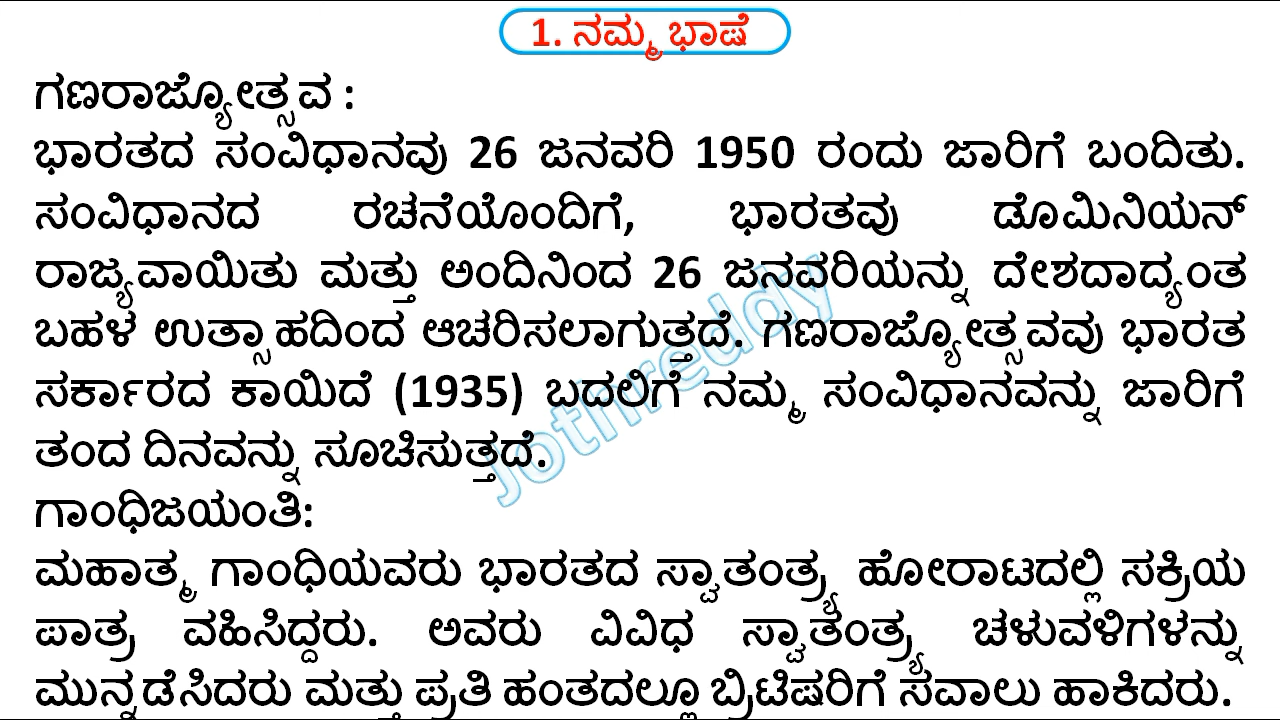 1. ನಮ್ಮ ಭಾಷೆ
ಗಣರಾಜ್ಯೋತ್ಸವ :
ಭಾರತದ ಸಂವಿಧಾನವು 26 ಜನವರಿ 1950 ರಂದು ಜಾರಿಗೆ ಬಂದಿತು.
ಸಂವಿಧಾನದ ರಚನೆಯೊಂದಿಗೆ, ಭಾರತವು ಡೊಮಿನಿಯನ್
ರಾಜ್ಯವಾಯಿತು ಮತ್ತು ಅಂದಿನಿಂದ 26 ಜನವರಿಯನ್ನು ದೇಶದಾದ್ಯಂತ
ಬಹಳ ಉತ್ಸಾಹದಿಂದ ಆಚರಿಸಲಾಗುತ್ತದೆ. ಗಣರಾಜ್ಯೋತ್ಸವವು ಭಾರತ
ಸರ್ಕಾರದ ಕಾಯಿದೆ (1935) ಬದಲಿಗೆ ನಮ್ಮ ಸಂವಿಧಾನವನ್ನು ಜಾರಿಗೆ
ತಂದ ದಿನವನ್ನು ಸೂಚಿಸುತ್ತದೆ.
ಗಾಂಧಿಜಯಂತಿ:
ಮಹಾತ್ಮ ಗಾಂಧಿಯವರು ಭಾರತದ ಸ್ವಾತಂತ್ರ್ಯ ಹೋರಾಟದಲ್ಲಿ ಸಕ್ರಿಯ
ಪಾತ್ರ ವಹಿಸಿದ್ದರು. ಅವರು ವಿವಿಧ ಸ್ವಾತಂತ್ರ್ಯ ಚಳುವಳಿಗಳನ್ನು
ಮುನ್ನಡೆಸಿದರು ಮತ್ತು ಪ್ರತಿ ಹಂತದಲ್ಲೂ ಬ್ರಿಟಿಷರಿಗೆ ಸವಾಲು ಹಾಕಿದರು.
Jothireddy